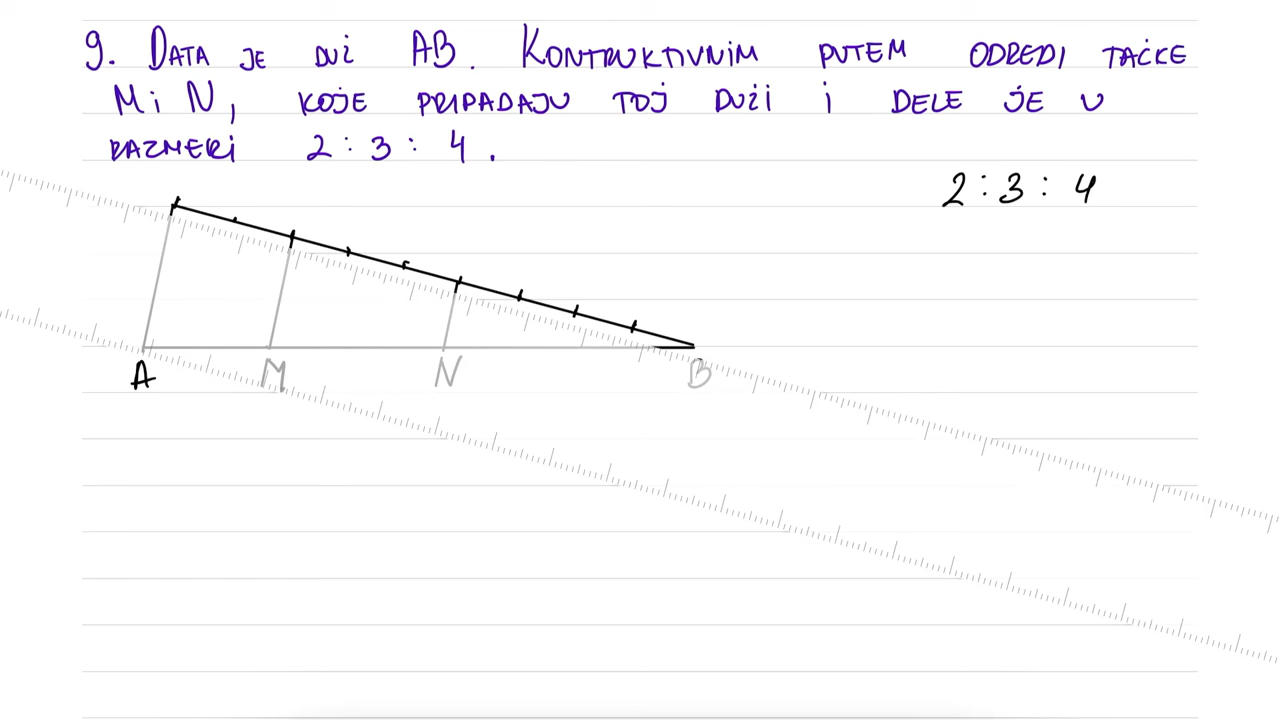 9. DATA JE DUŽ AB. KONTRUKTIVNIM PUTEM ODREDI TAČKE
M i N, KOJE PRIPADAJU TOJ DUŽI I DELE JE U
RAZMERI 2 : 3 : 4.
2 : 3 : 4
A M N B